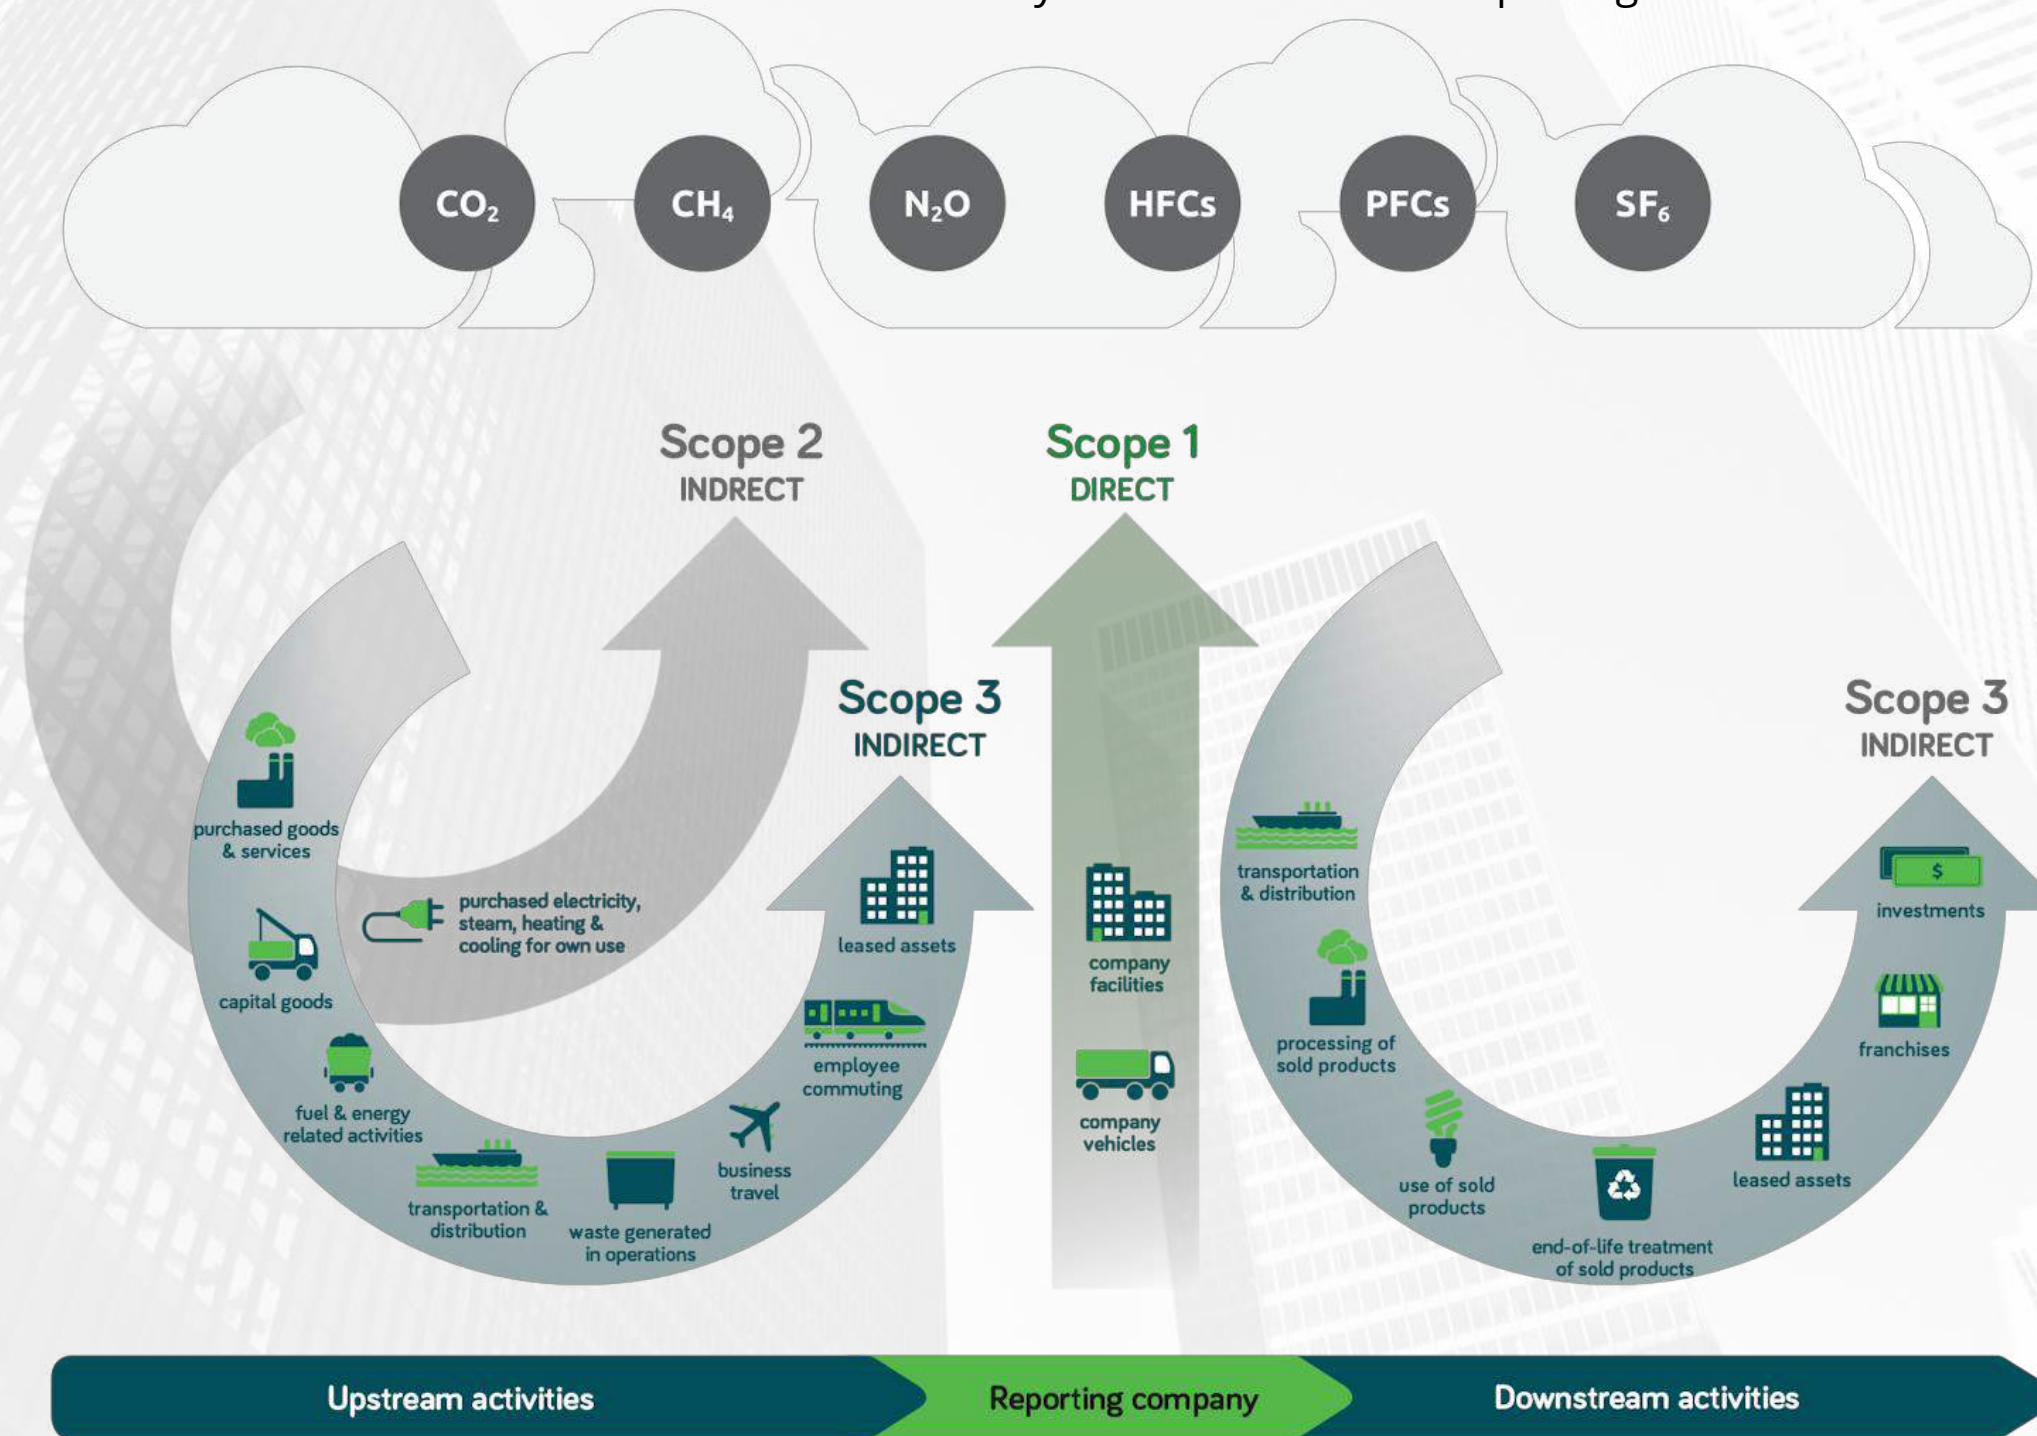 CO₂
CH₄
N₂O
HFCs
PFCs
SF₆
Scope 2
INDRECT
Scope 1
DIRECT
Scope 3
INDIRECT
Scope 3
INDIRECT
purchased goods
& services
capital goods
fuel & energy
related activities
transportation &
distribution
waste generated
in operations
business
travel
employee
commuting
leased assets
purchased electricity,
steam, heating &
cooling for own use
company
facilities
company
vehicles
transportation
& distribution
processing of
sold products
use of sold
products
end-of-life treatment
of sold products
leased assets
franchises
$
investments
Upstream activities
Reporting company
Downstream activities